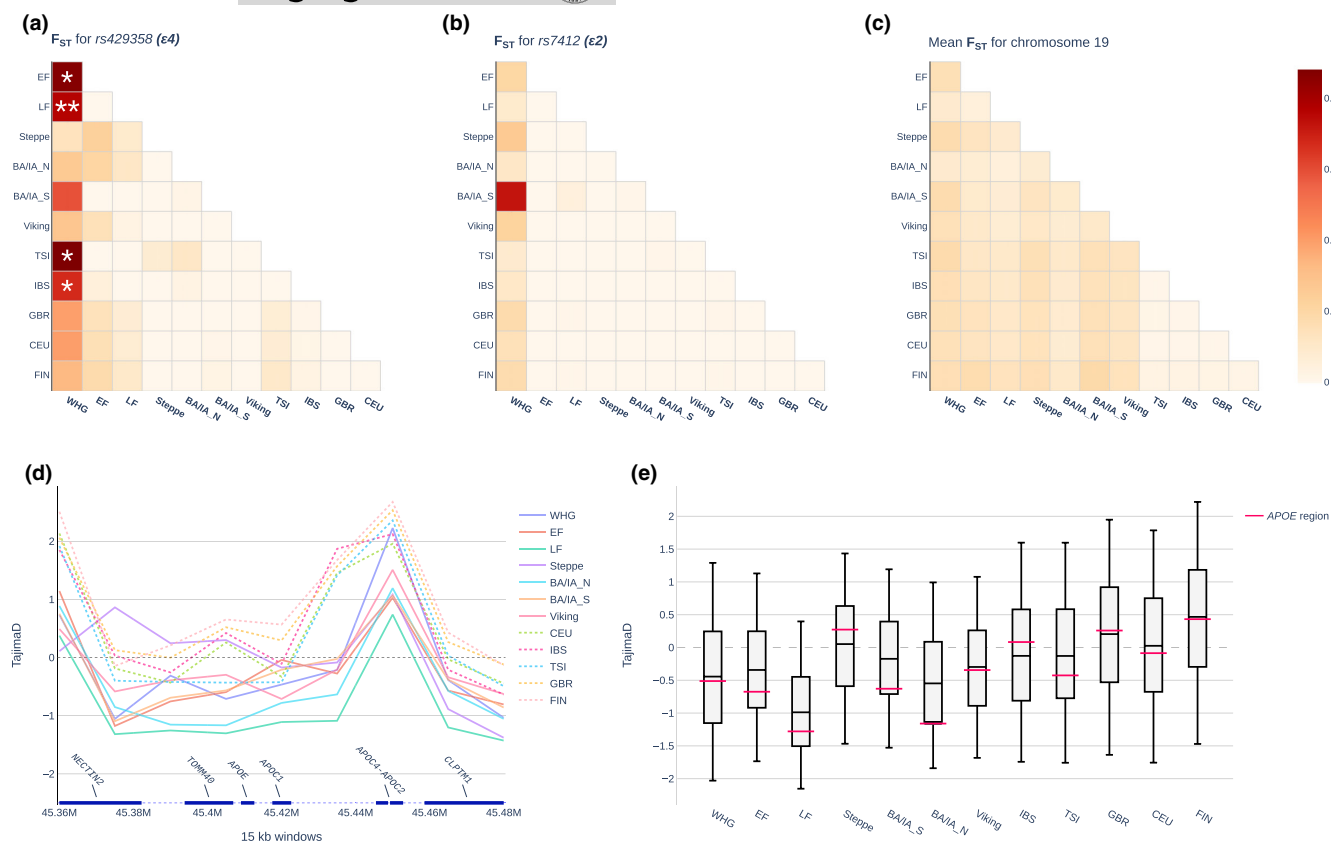 (a)
F_ST for rs429358 (ε4)
EF
LF
Steppe
BA/IA_N
BA/IA_S
Viking
TSI
IBS
GBR
CEU
FIN
*
**
*
*
WHG EF LF Steppe BA/IA_N BA/IA_S Viking TSI IBS GBR CEU
(b)
F_ST for rs7412 (ε2)
EF
LF
Steppe
BA/IA_N
BA/IA_S
Viking
TSI
IBS
GBR
CEU
FIN
WHG EF LF Steppe BA/IA_N BA/IA_S Viking TSI IBS GBR CEU
(c)
Mean F_ST for chromosome 19
EF
LF
Steppe
BA/IA_N
BA/IA_S
Viking
TSI
IBS
GBR
CEU
FIN
WHG EF LF Steppe BA/IA_N BA/IA_S Viking TSI IBS GBR CEU
0.
0.
0.
0.
0
(d)
TajimaD
2
1
0
−1
−2
NECTIN2 TOMM40 APOE APOC1 APOC4-APOC2 CLPTM1
45.36M 45.38M 45.4M 45.42M 45.44M 45.46M 45.48M
15 kb windows
WHG
EF
LF
Steppe
BA/IA_N
BA/IA_S
Viking
CEU
IBS
TSI
GBR
FIN
(e)
TajimaD
2
1.5
1
0.5
0
−0.5
−1
−1.5
−2
WHG EF LF Steppe BA/IA_S BA/IA_N Viking IBS TSI GBR CEU FIN
APOE region